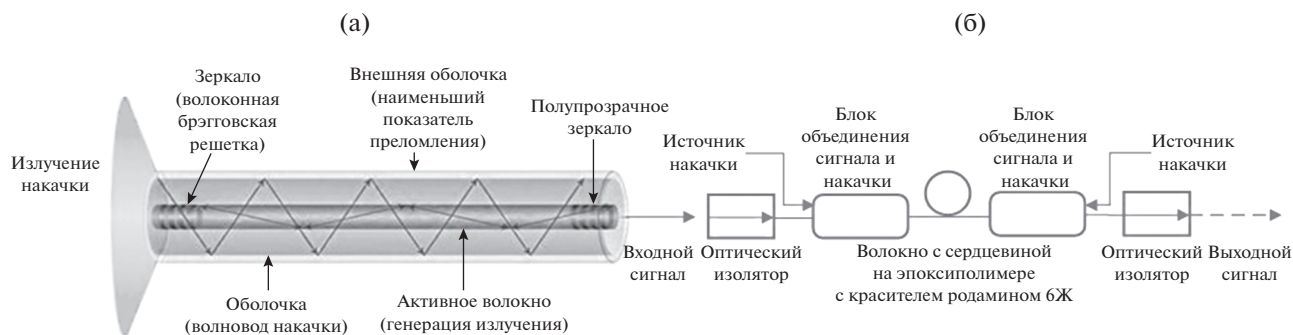 (а)
(б)
Зеркало
(волоконная
брэгговская
решетка)
Внешняя оболочка
(наименьший
показатель
преломления)
Полупрозрачное
зеркало
Излучение
накачки
Оболочка
(волновод накачки)
Активное волокно
(генерация излучения)
Входной
сигнал
Источник
накачки
Оптический
изолятор
Блок
объединения
сигнала и
накачки
Волокно с сердцевиной
на эпоксиполимере
с красителем родамином 6Ж
Блок
объединения
сигнала и
накачки
Источник
накачки
Оптический
изолятор
Выходной
сигнал